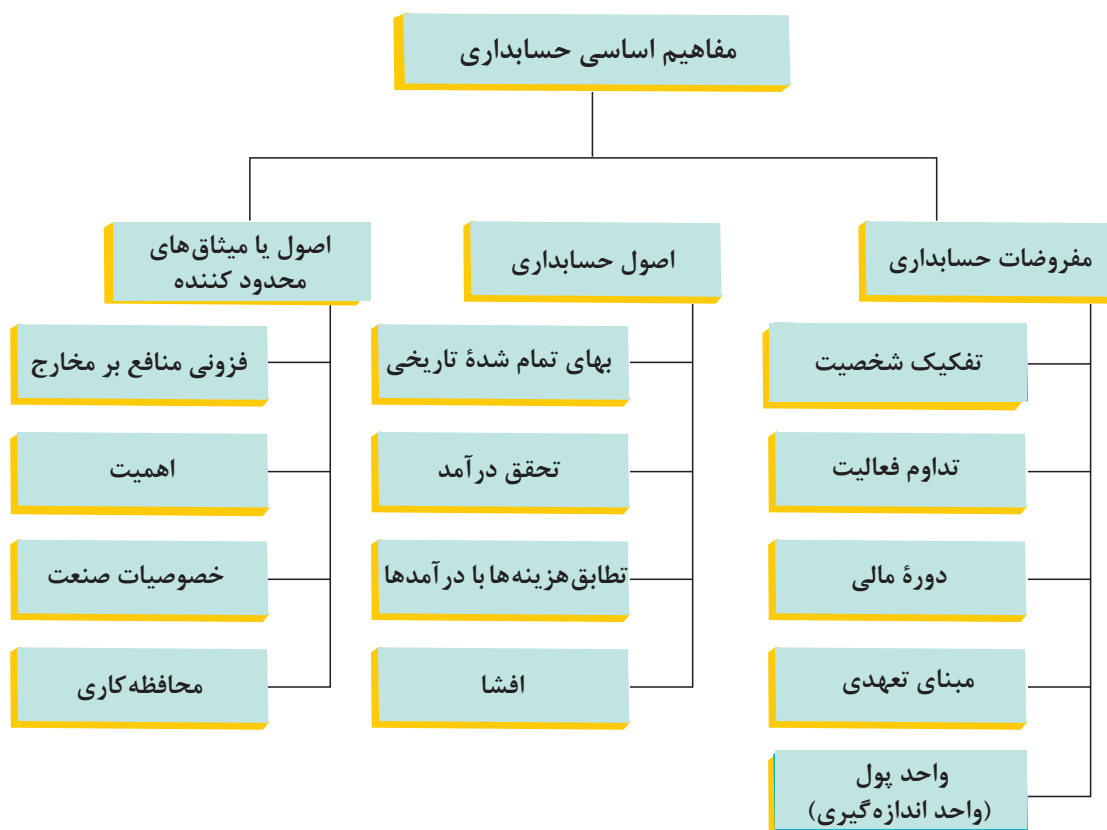 مفاهیم اساسی حسابداری
مفروضات حسابداری
تفکیک شخصیت
تداوم فعالیت
دورهٔ مالی
مبنای تعهدی
واحد پول
(واحد اندازه‌گیری)
اصول حسابداری
بهای تمام شدهٔ تاریخی
تحقق درآمد
تطابق هزینه‌ها با درآمدها
افشا
اصول یا میثاق‌های
محدود کننده
فزونی منافع بر مخارج
اهمیت
خصوصیات صنعت
محافظه‌کاری